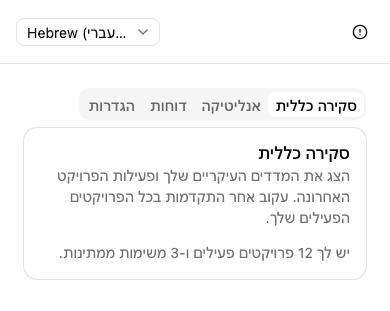 Hebrew (עברי...
סקירה כללית
אנליטיקה
דוחות
הגדרות
סקירה כללית
הצג את המדדים העיקריים שלך ופעילות הפרויקט
האחרונה. עקוב אחר התקדמות בכל הפרויקטים
הפעילים שלך.
יש לך 12 פרויקטים פעילים ו-3 משימות ממתינות.